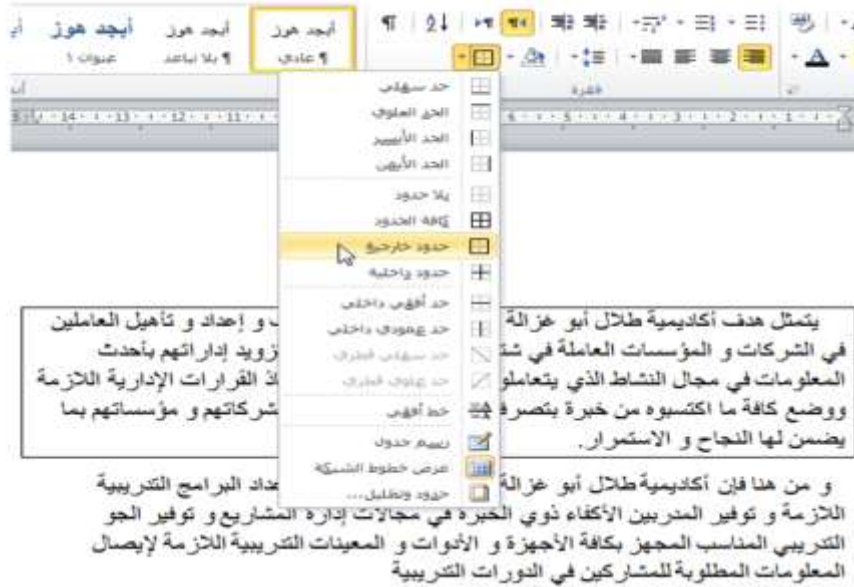 أبجد هوز
¶ عادي
أبجد هوز
¶ بلا تباعد
أبجد هوز
عنوان 1
فقرة
حد سفلي
الحد العلوي
الحد الأيسر
الحد الأيمن
بلا حدود
كافة الحدود
حدود خارجية
حدود داخلية
حد أفقي داخلي
حد عمودي داخلي
حد سفلي قطري
حد علوي قطري
خط أفقي
رسم جدول
عرض خطوط الشبكة
حدود وتظليل...
يتمثل هدف أكاديمية طلال أبو غزالة و إعداد و تأهيل العاملين
في الشركات و المؤسسات العاملة في زويد إداراتهم بأحدث
المعلومات في مجال النشاط الذي القرارات الإدارية اللازمة
ووضع كافة ما اكتسبوه من خبرة شركاتهم و مؤسساتهم بما
يضمن لها النجاح و الاستمرار.
و من هنا فإن أكاديمية طلال أبو غزالة البرامج التدريبية
اللازمة و توفير المدربين الأكفاء ذوي الخبرة في مجالات إدارة المشاريع و توفير الجو
التدريبي المناسب المجهز بكافة الأجهزة و الأدوات و المعينات التدريبية اللازمة لإيصال
المعلومات المطلوبة للمشاركين في الدورات التدريبية